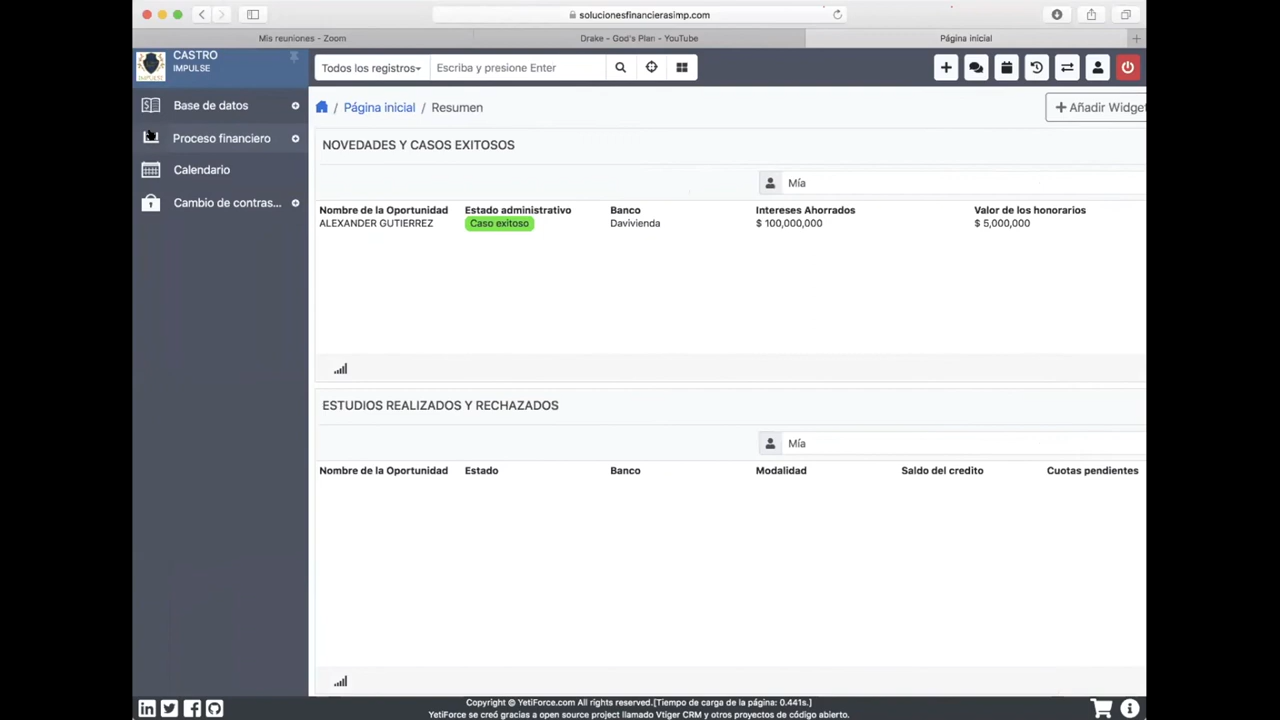 solucionesfinancierasimp.com
Mis reuniones - Zoom
Drake - God's Plan - YouTube
Página inicial
CASTRO
IMPULSE
Todos los registros
Escriba y presione Enter
Base de datos
Proceso financiero
Calendario
Cambio de contras...
/ Página inicial / Resumen
+ Añadir Widget
NOVEDADES Y CASOS EXITOSOS
Mía
Nombre de la Oportunidad Estado administrativo Banco Intereses Ahorrados Valor de los honorarios
ALEXANDER GUTIERREZ Caso exitoso Davivienda $ 100,000,000 $ 5,000,000
ESTUDIOS REALIZADOS Y RECHAZADOS
Mía
Nombre de la Oportunidad Estado Banco Modalidad Saldo del credito Cuotas pendientes
Copyright © YetiForce.com All rights reserved.[Tiempo de carga de la página: 0.441s.]
YetiForce se creó gracias a open source project llamado Vtiger CRM y otros proyectos de código abierto.